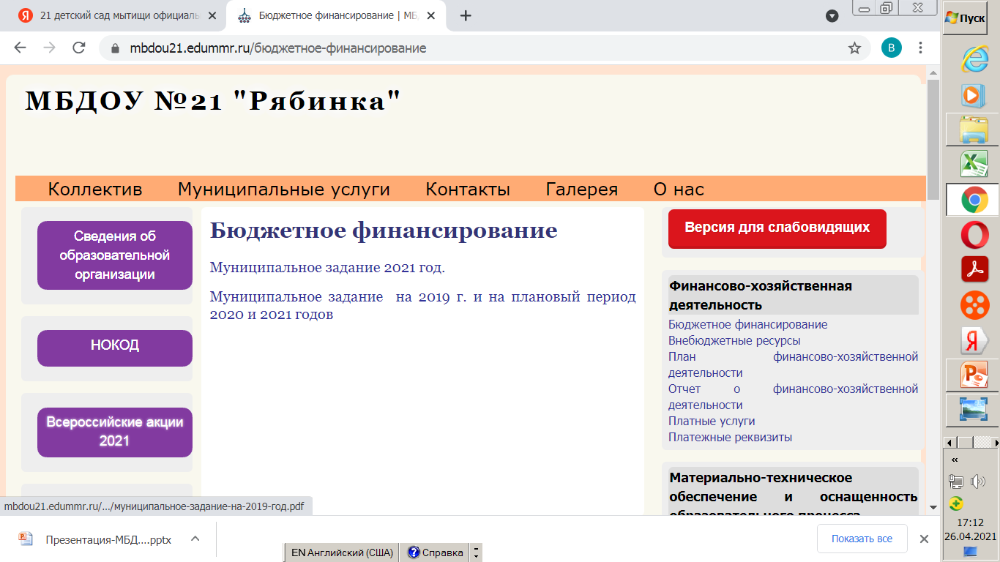 21 детский сад мытищи официаль
Бюджетное финансирование | МБ
mbdou21.edummr.ru/бюджетное-финансирование
В
МБДОУ №21 "Рябинка"
Коллектив Муниципальные услуги Контакты Галерея О нас
Сведения об
образовательной
организации
НОКОД
Всероссийские акции
2021
Бюджетное финансирование
Муниципальное задание 2021 год.
Муниципальное задание на 2019 г. и на плановый период
2020 и 2021 годов
Версия для слабовидящих
Финансово-хозяйственная
деятельность
Бюджетное финансирование
Внебюджетные ресурсы
План финансово-хозяйственной
деятельности
Отчет о финансово-хозяйственной
деятельности
Платные услуги
Платежные реквизиты
Материально-техническое
обеспечение и оснащенность
образовательного процесса
mbdou21.edummr.ru/.../муниципальное-задание-на-2019-год.pdf
Презентация-МБД....pptx
Показать все
EN Английский (США)
Справка
Пуск
17:12
26.04.2021